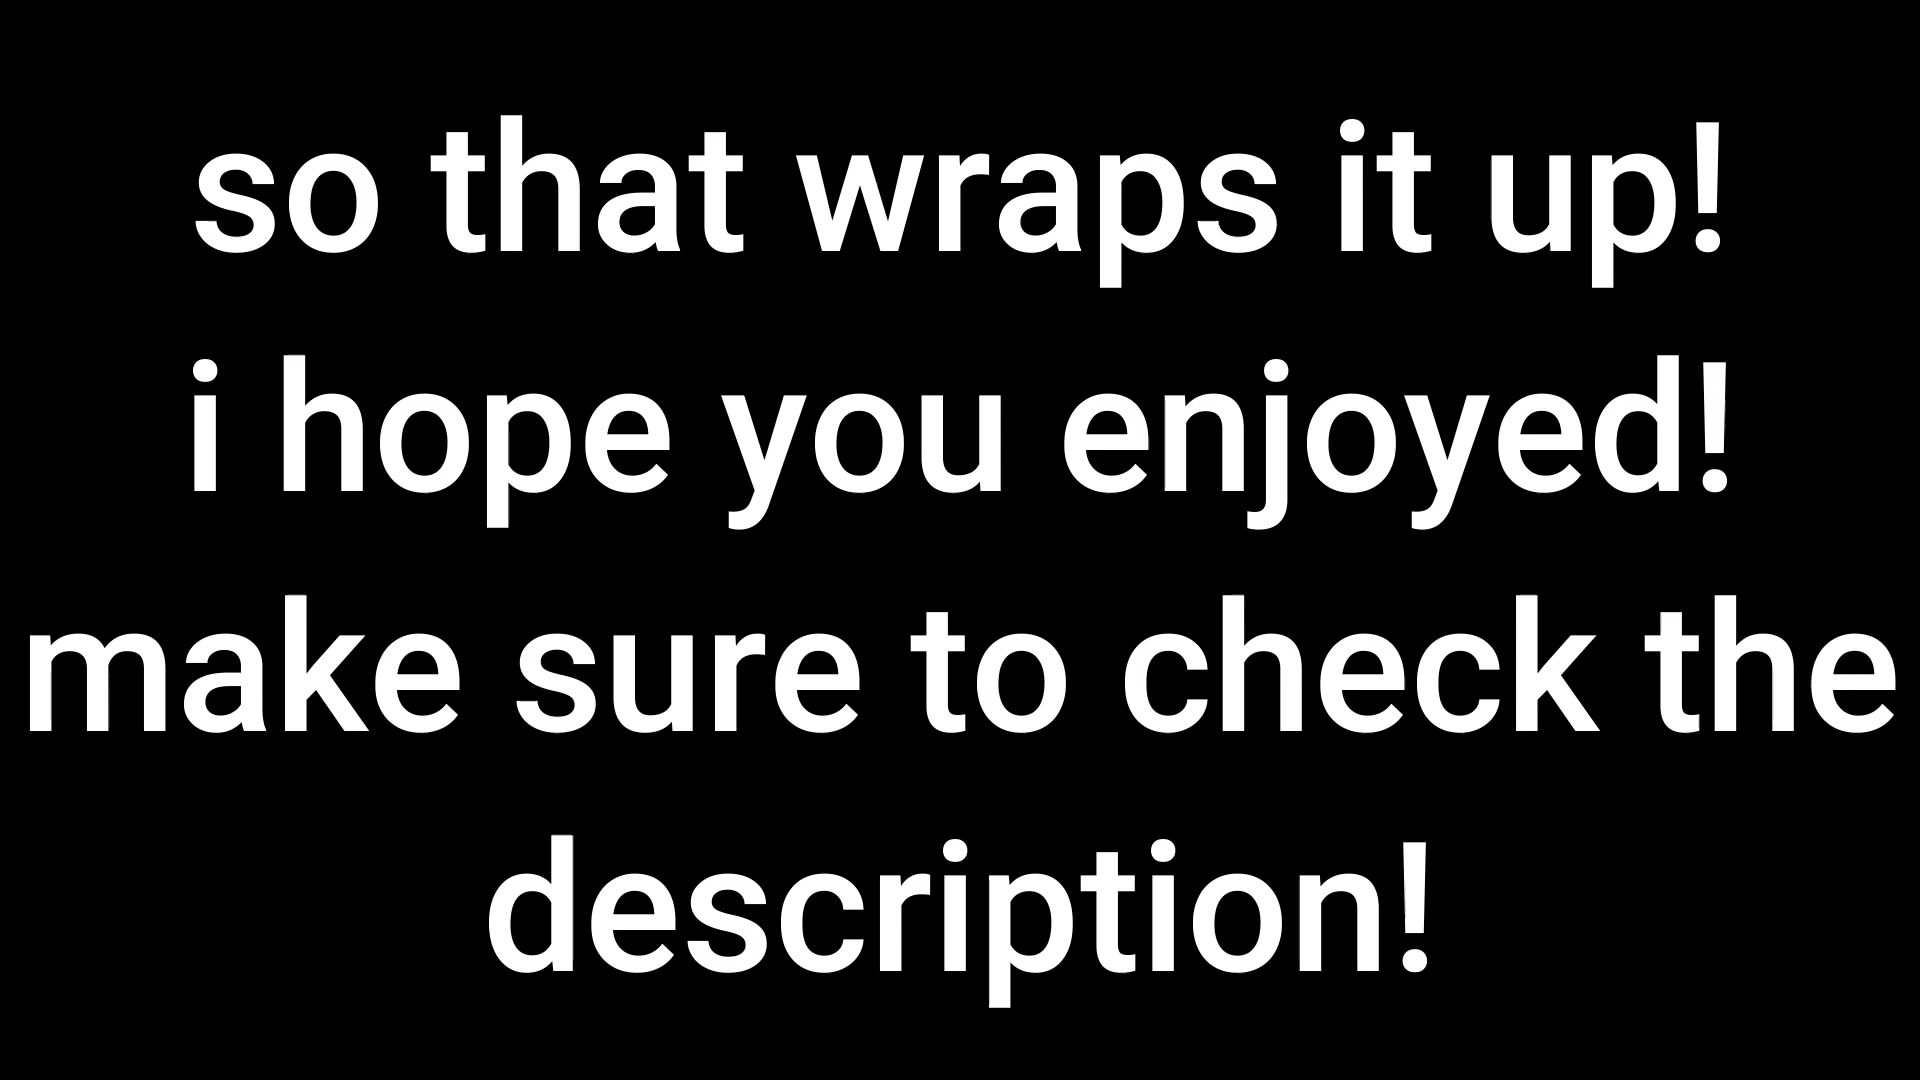 so that wraps it up!
i hope you enjoyed!
make sure to check the
description!